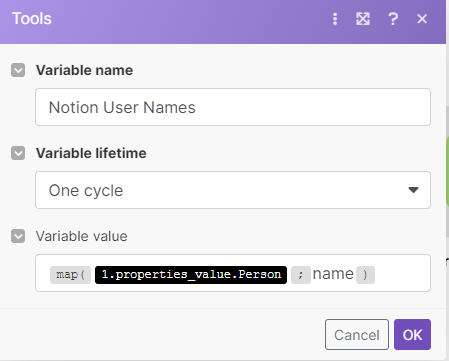 Tools
Variable name
Notion User Names
Variable lifetime
One cycle
Variable value
map( 1.properties_value.Person ; name )
Cancel OK